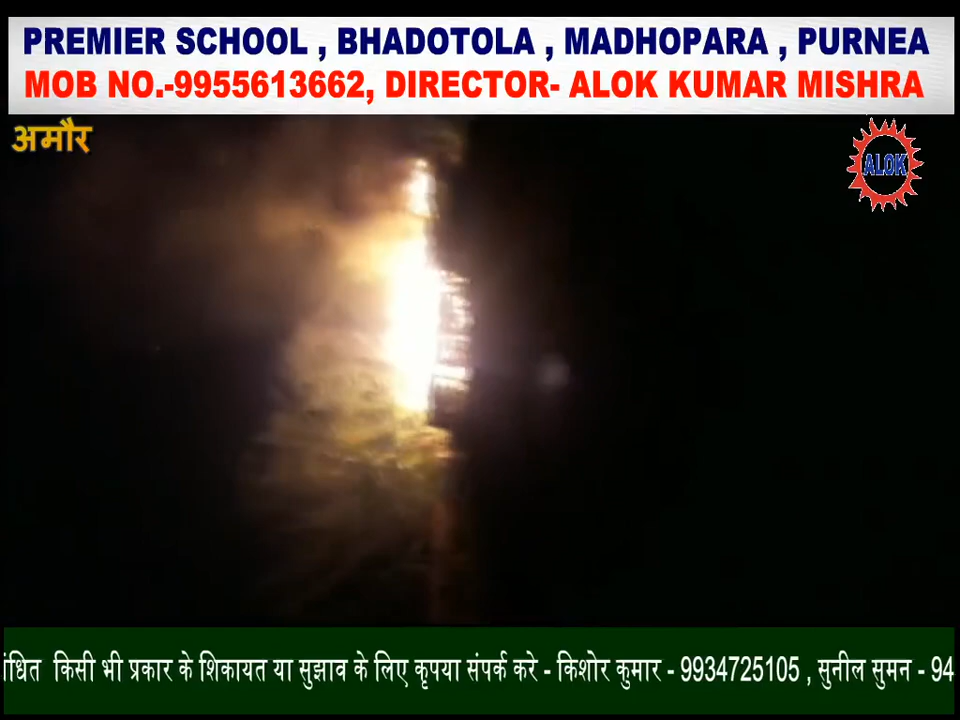 PREMIER SCHOOL , BHADOTOLA , MADHOPARA , PURNEA
MOB NO.-9955613662, DIRECTOR- ALOK KUMAR MISHRA
अमौर
ALOK
किसी भी प्रकार के शिकायत या सुझाव के लिए कृपया संपर्क करे - किशोर कुमार - 9934725105 , सुनील सुमन - 94